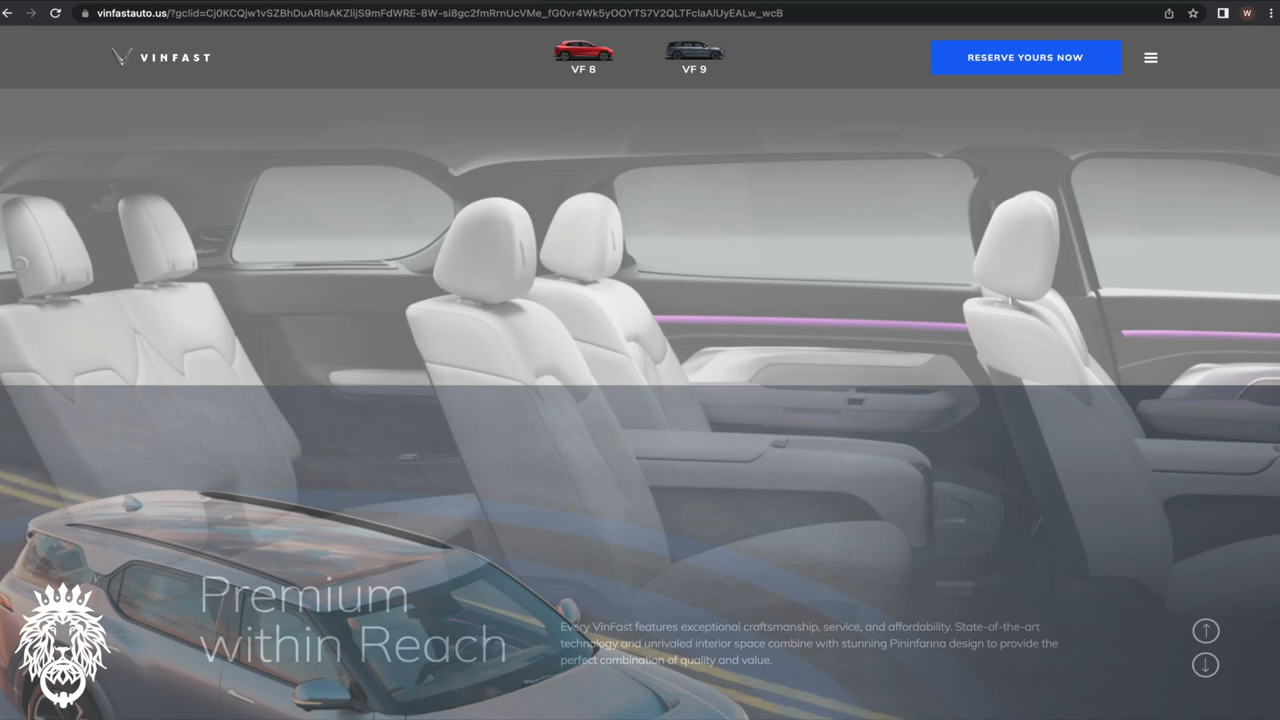 vinfastauto.us/?gclid=Cj0KCQjw1vSZBhDuARIsAKZlijS9mFdWRE-8W-si8gc2fmRrnUcVMe_fG0vr4Wk5yOOYTS7V2QLTFcIaAlUyEALw_wcB
W
VINFAST
VF 8
VF 9
RESERVE YOURS NOW
Premium
within Reach
Every VinFast features exceptional craftsmanship, service, and affordability. State-of-the-art
technology and unrivaled interior space combine with stunning Pininfarina design to provide the
perfect combination of quality and value.